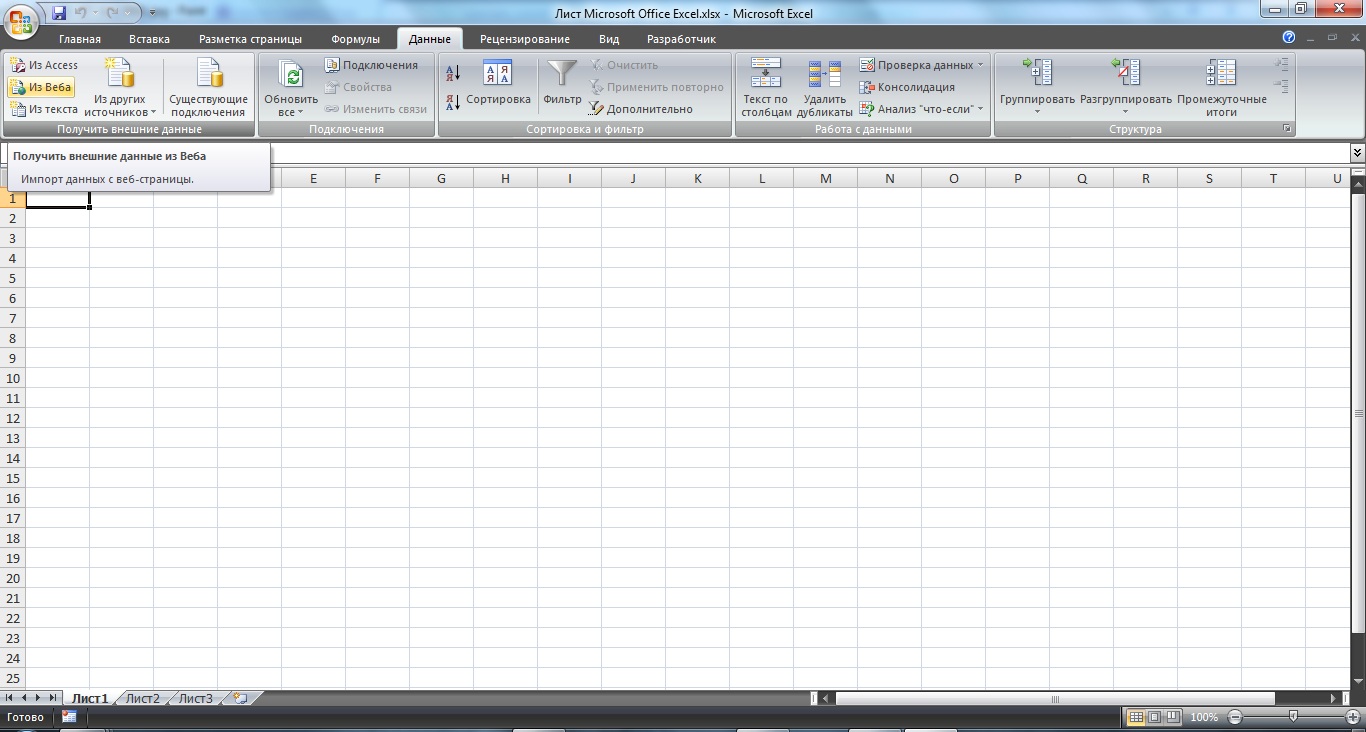 Лист Microsoft Office Excel.xlsx - Microsoft Excel
Главная Вставка Разметка страницы Формулы Данные Рецензирование Вид Разработчик
Из Access
Из Веба
Из текста
Из других источников
Существующие подключения
Получить внешние данные
Обновить все
Подключения
Свойства
Изменить связи
Подключения
А
Я
Я
А
А Я
Я А
Сортировка
Фильтр
Очистить
Применить повторно
Дополнительно
Сортировка и фильтр
Текст по столбцам
Удалить дубликаты
Проверка данных
Консолидация
Анализ "что-если"
Работа с данными
Группировать
Разгруппировать
Промежуточные итоги
Структура
Получить внешние данные из Веба
Импорт данных с веб-страницы.
E F G H I J K L M N O P Q R S T U
1
2
3
4
5
6
7
8
9
10
11
12
13
14
15
16
17
18
19
20
21
22
23
24
25
Лист1 Лист2 Лист3
Готово
100%